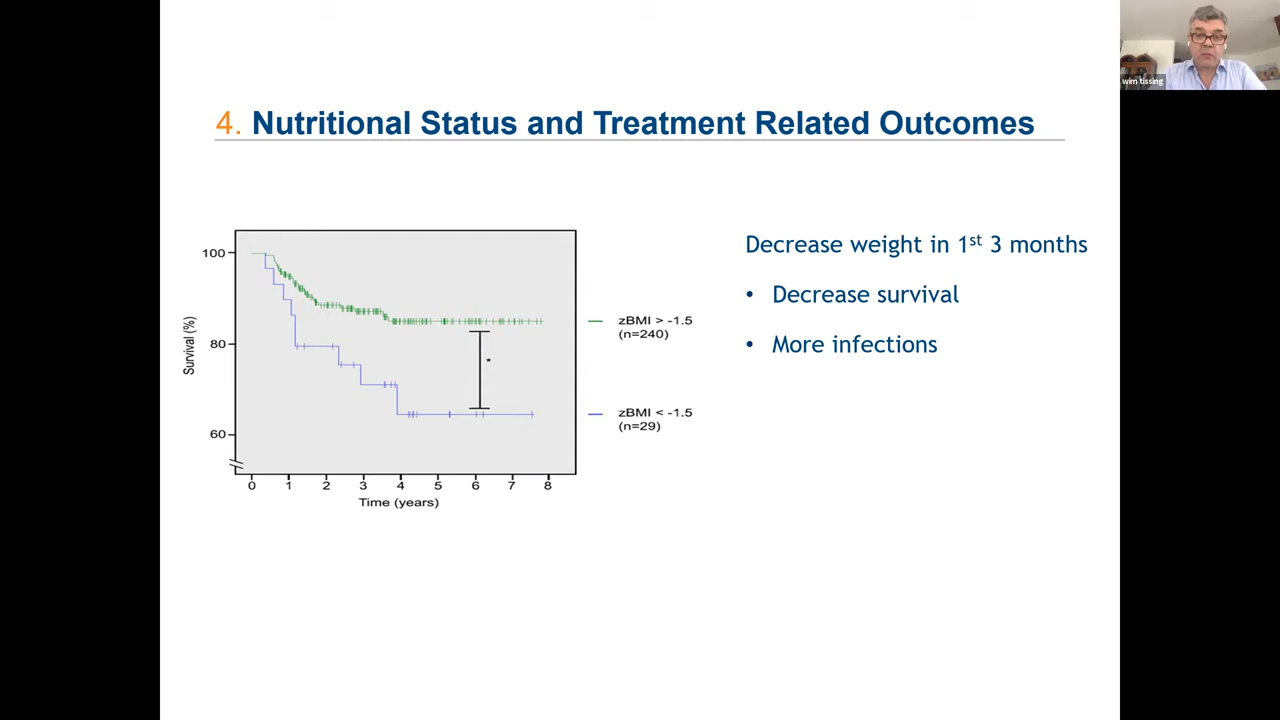 wim tissing
4. Nutritional Status and Treatment Related Outcomes
100
80
60
Survival (%)
0 1 2 3 4 5 6 7 8
Time (years)
*
zBMI > -1.5
(n=240)
zBMI < -1.5
(n=29)
Decrease weight in 1st 3 months
• Decrease survival
• More infections